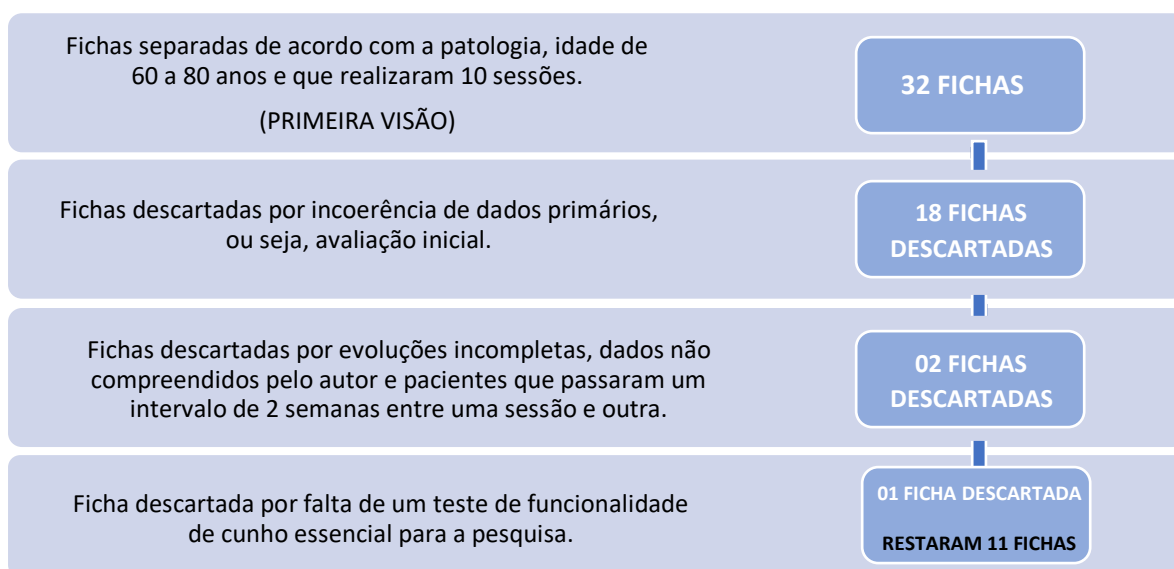 Fichas separadas de acordo com a patologia, idade de
60 a 80 anos e que realizaram 10 sessões.
(PRIMEIRA VISÃO)
32 FICHAS
Fichas descartadas por incoerência de dados primários,
ou seja, avaliação inicial.
18 FICHAS
DESCARTADAS
Fichas descartadas por evoluções incompletas, dados não
compreendidos pelo autor e pacientes que passaram um
intervalo de 2 semanas entre uma sessão e outra.
02 FICHAS
DESCARTADAS
Ficha descartada por falta de um teste de funcionalidade
de cunho essencial para a pesquisa.
01 FICHA DESCARTADA
RESTARAM 11 FICHAS